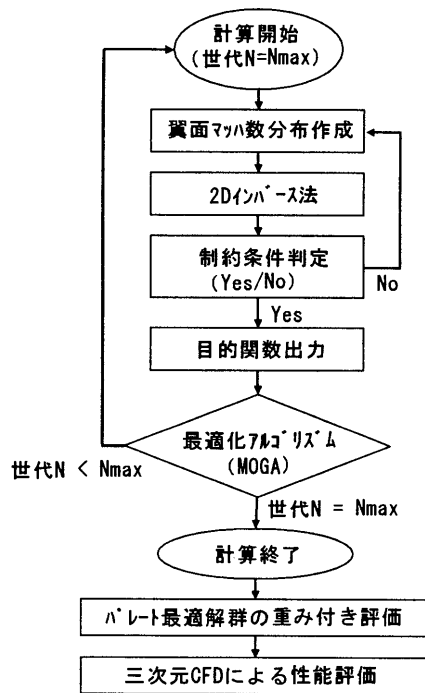 計算開始
(世代N=Nmax)
翼面ﾏｯﾊ数分布作成
2Dｲﾝﾊﾞｰｽ法
制約条件判定
(Yes/No)
No
Yes
目的関数出力
最適化ｱﾙｺﾞﾘｽﾞﾑ
(MOGA)
世代N < Nmax
世代N = Nmax
計算終了
ﾊﾟﾚｰﾄ最適解群の重み付き評価
三次元CFDによる性能評価